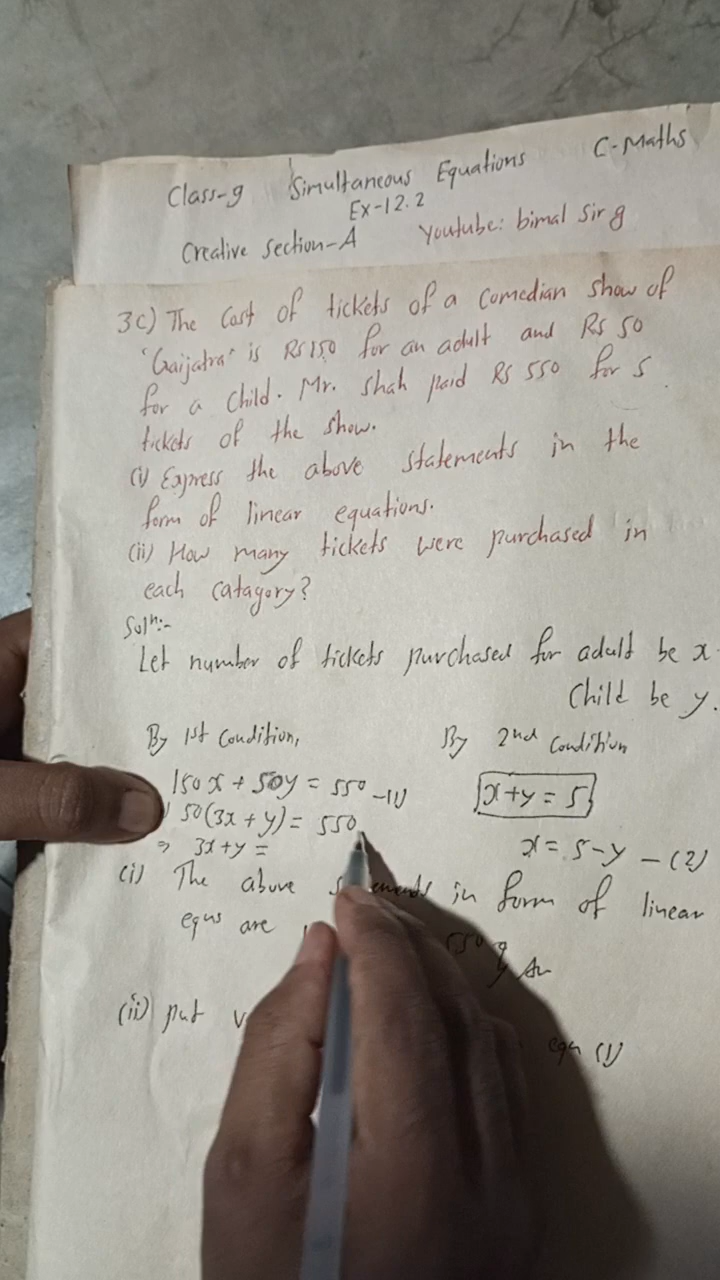 Class-9 Simultaneous Equations C-Maths
Ex-12.2
Creative section-A Youtube: bimal sir g
3c) The Cost of tickets of a comedian show of
'Gaijatra' is Rs 150 for an adult and Rs 50
for a child. Mr. Shah paid Rs 550 for 5
tickets of the show.
(i) Express the above statements in the
form of linear equations.
(ii) How many tickets were purchased in
each catagory?
Solⁿ:-
Let number of tickets purchased for adult be x
Child be y.
By 1st Condition, By 2nd Condition
150x + 50y = 550 -(1) x+y = 5
50(3x + y) = 550
⇒ 3x+y = x = 5-y - (2)
(i) The above in form of linear
equs are 550
(ii) put equ (1)